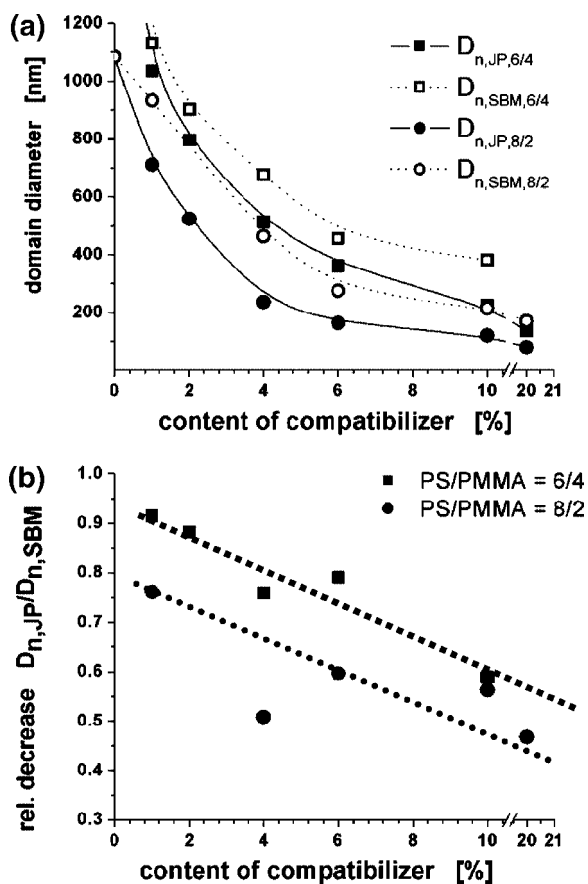 (a)
1200
1000
800
600
400
200
domain diameter [nm]
D n,JP,6/4
D n,SBM,6/4
D n,JP,8/2
D n,SBM,8/2
0 2 4 6 8 10 20 21
content of compatibilizer [%]
(b)
1.0
0.9
0.8
0.7
0.6
0.5
0.4
0.3
rel. decrease D n,JP/D n,SBM
PS/PMMA = 6/4
PS/PMMA = 8/2
0 2 4 6 8 10 20 21
content of compatibilizer [%]